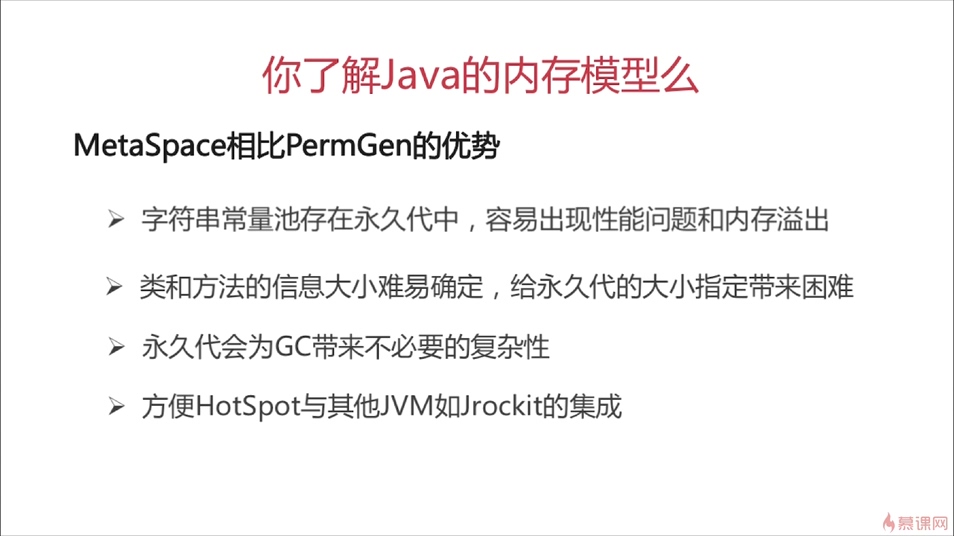 你了解Java的内存模型么
MetaSpace相比PermGen的优势
字符串常量池存在永久代中，容易出现性能问题和内存溢出
类和方法的信息大小难易确定，给永久代的大小指定带来困难
永久代会为GC带来不必要的复杂性
方便HotSpot与其他JVM如Jrockit的集成
慕课网